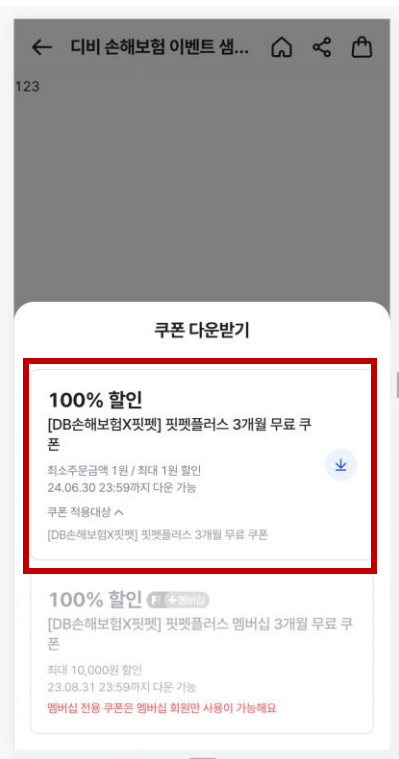 디비 손해보험 이벤트 샘...
123
쿠폰 다운받기
100% 할인
[DB손해보험X핏펫] 핏펫플러스 3개월 무료 쿠
폰
최소주문금액 1원 / 최대 1원 할인
24.06.30 23:59까지 다운 가능
쿠폰 적용대상
[DB손해보험X핏펫] 핏펫플러스 3개월 무료 쿠폰
100% 할인 F! +멤버십
[DB손해보험X핏펫] 핏펫플러스 멤버십 3개월 무료 쿠
폰
최대 10,000원 할인
23.08.31 23:59까지 다운 가능
멤버십 전용 쿠폰은 멤버십 회원만 사용이 가능해요